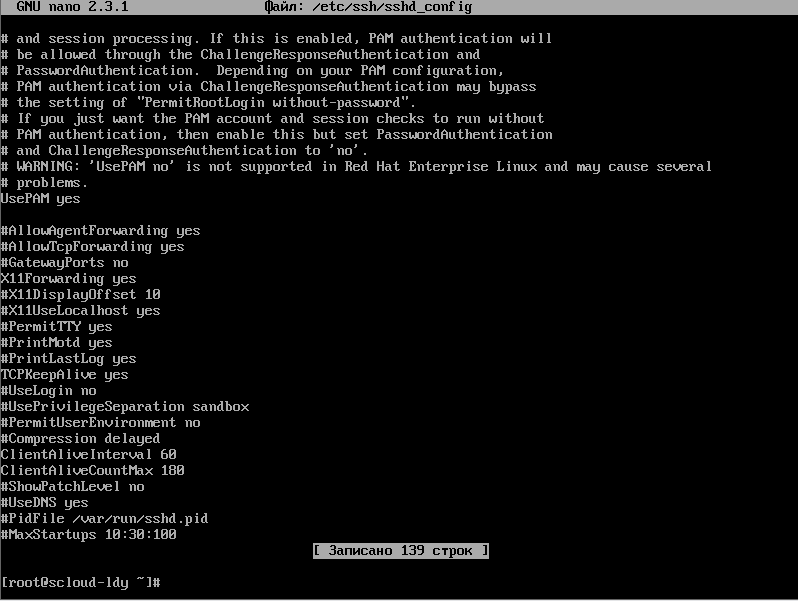 GNU nano 2.3.1 Файл: /etc/ssh/sshd_config
# and session processing. If this is enabled, PAM authentication will
# be allowed through the ChallengeResponseAuthentication and
# PasswordAuthentication.  Depending on your PAM configuration,
# PAM authentication via ChallengeResponseAuthentication may bypass
# the setting of "PermitRootLogin without-password".
# If you just want the PAM account and session checks to run without
# PAM authentication, then enable this but set PasswordAuthentication
# and ChallengeResponseAuthentication to 'no'.
# WARNING: 'UsePAM no' is not supported in Red Hat Enterprise Linux and may cause several
# problems.
UsePAM yes
#AllowAgentForwarding yes
#AllowTcpForwarding yes
#GatewayPorts no
X11Forwarding yes
#X11DisplayOffset 10
#X11UseLocalhost yes
#PermitTTY yes
#PrintMotd yes
#PrintLastLog yes
TCPKeepAlive yes
#UseLogin no
#UsePrivilegeSeparation sandbox
#PermitUserEnvironment no
#Compression delayed
ClientAliveInterval 60
ClientAliveCountMax 180
#ShowPatchLevel no
#UseDNS yes
#PidFile /var/run/sshd.pid
#MaxStartups 10:30:100
[ Записано 139 строк ]
[root@scloud-ldy ~]#